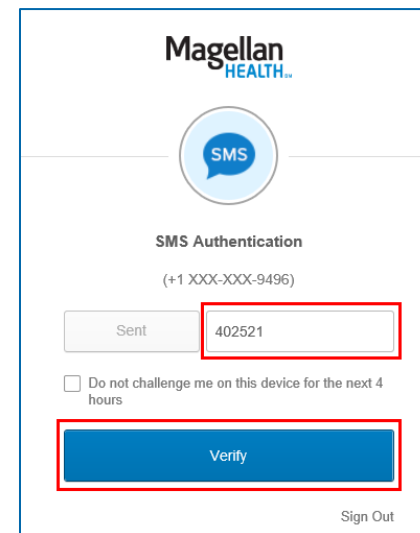 Magellan
HEALTH
SMS
SMS Authentication
(+1 XXX-XXX-9496)
Sent 402521
Do not challenge me on this device for the next 4
hours
Verify
Sign Out